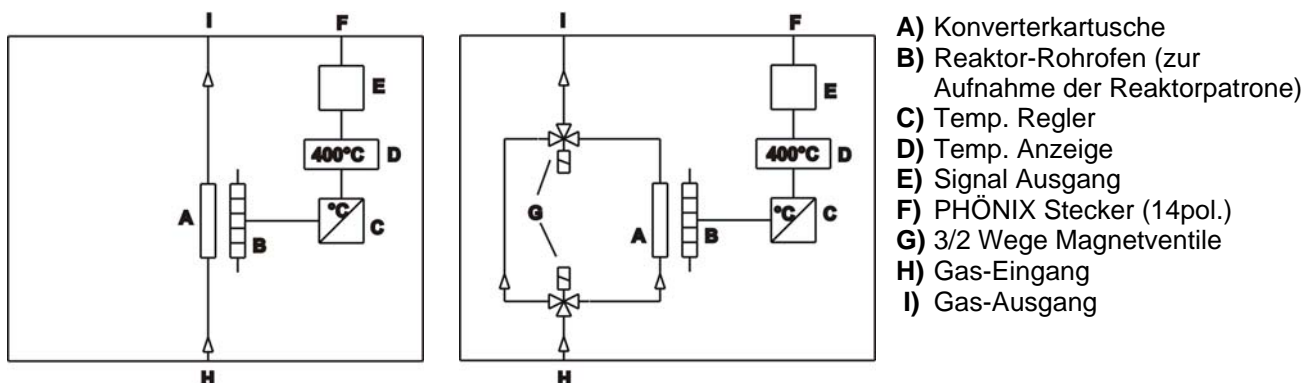 I F
E
400°C D
A
B
°C
C
H
I F
E
400°C D
G
A
B
°C
C
H
A) Konverterkartusche
B) Reaktor-Rohrofen (zur
Aufnahme der Reaktorpatrone)
C) Temp. Regler
D) Temp. Anzeige
E) Signal Ausgang
F) PHÖNIX Stecker (14pol.)
G) 3/2 Wege Magnetventile
H) Gas-Eingang
I) Gas-Ausgang